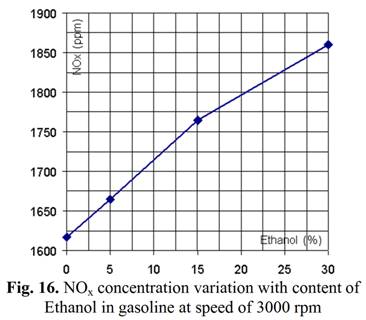 1900
NOx (ppm)
1850
1800
1750
1700
1650
Ethanol (%)
1600
0 5 10 15 20 25 30
Fig. 16. NOx concentration variation with content of
Ethanol in gasoline at speed of 3000 rpm